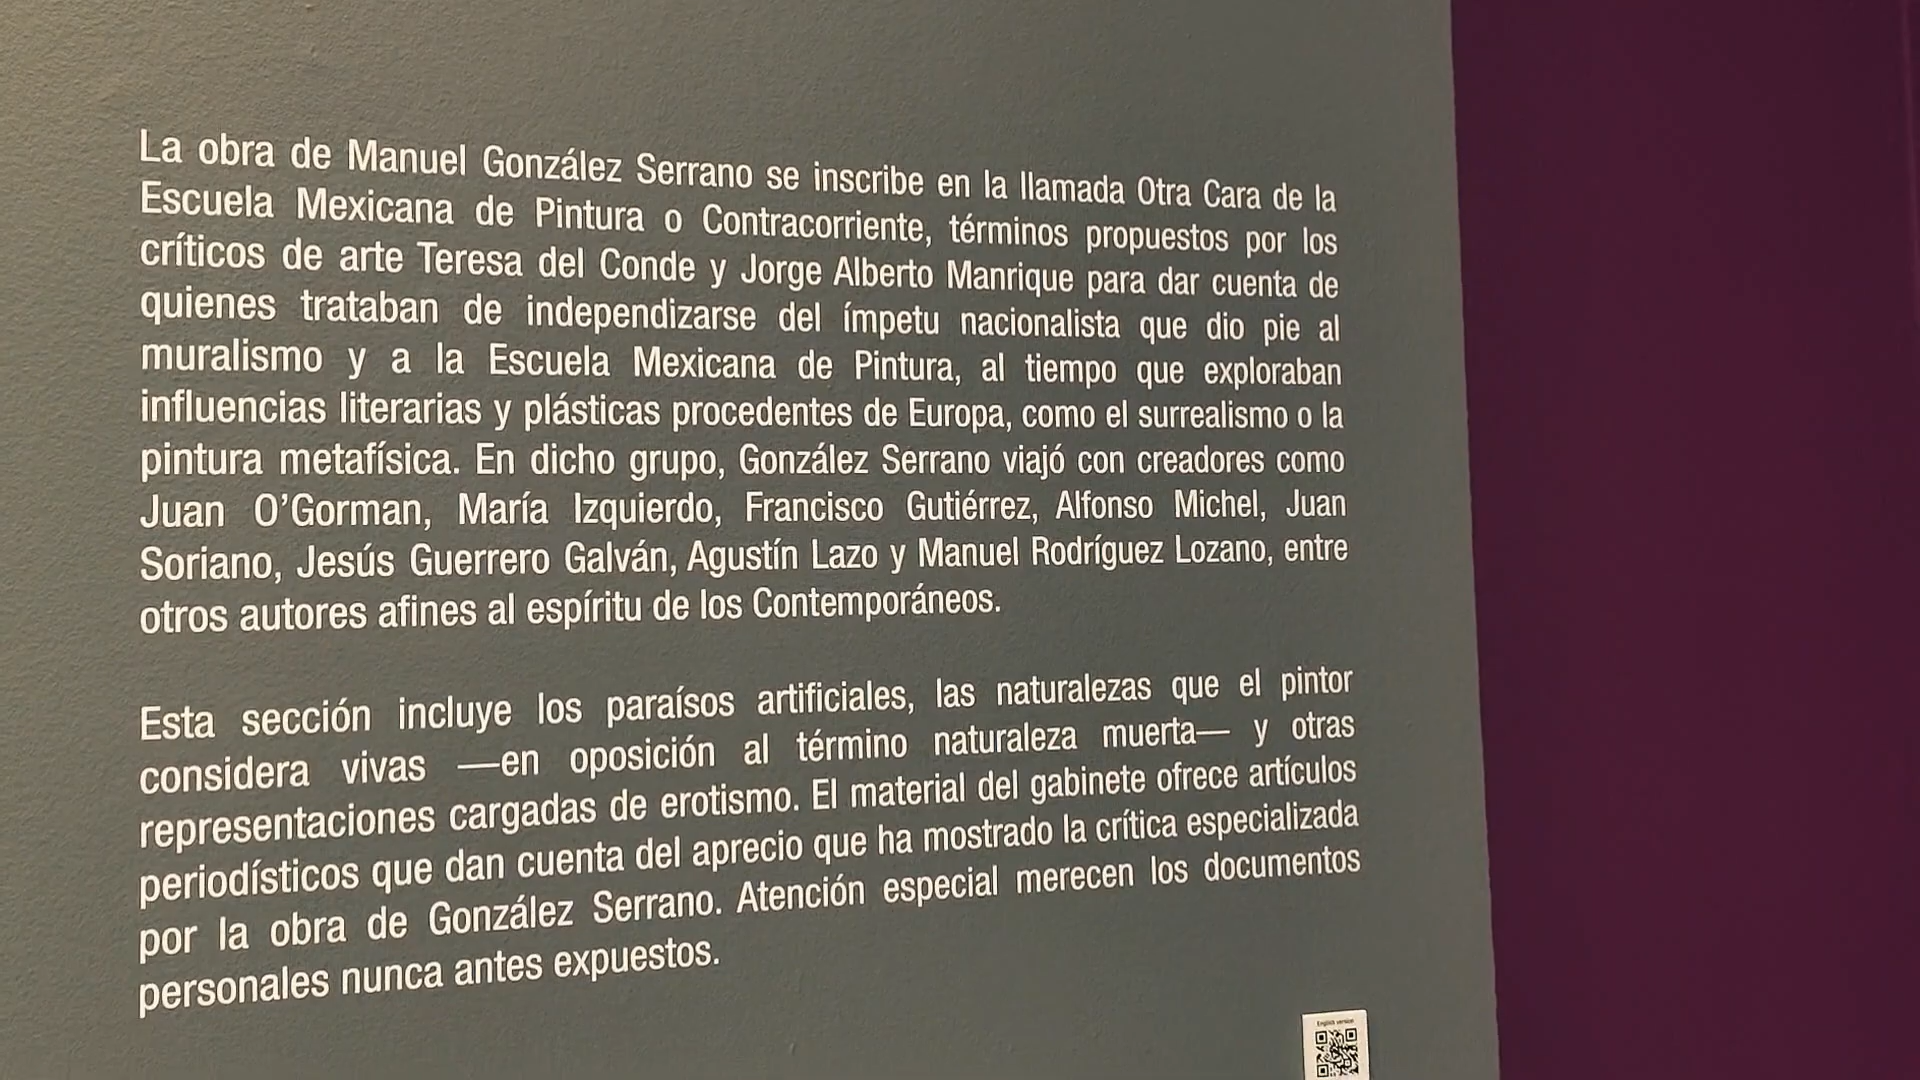 La obra de Manuel González Serrano se inscribe en la llamada Otra Cara de la
Escuela Mexicana de Pintura o Contracorriente, términos propuestos por los
críticos de arte Teresa del Conde y Jorge Alberto Manrique para dar cuenta de
quienes trataban de independizarse del ímpetu nacionalista que dio pie al
muralismo y a la Escuela Mexicana de Pintura, al tiempo que exploraban
influencias literarias y plásticas procedentes de Europa, como el surrealismo o la
pintura metafísica. En dicho grupo, González Serrano viajó con creadores como
Juan O’Gorman, María Izquierdo, Francisco Gutiérrez, Alfonso Michel, Juan
Soriano, Jesús Guerrero Galván, Agustín Lazo y Manuel Rodríguez Lozano, entre
otros autores afines al espíritu de los Contemporáneos.
Esta sección incluye los paraísos artificiales, las naturalezas que el pintor
considera vivas —en oposición al término naturaleza muerta— y otras
representaciones cargadas de erotismo. El material del gabinete ofrece artículos
periodísticos que dan cuenta del aprecio que ha mostrado la crítica especializada
por la obra de González Serrano. Atención especial merecen los documentos
personales nunca antes expuestos.
English version